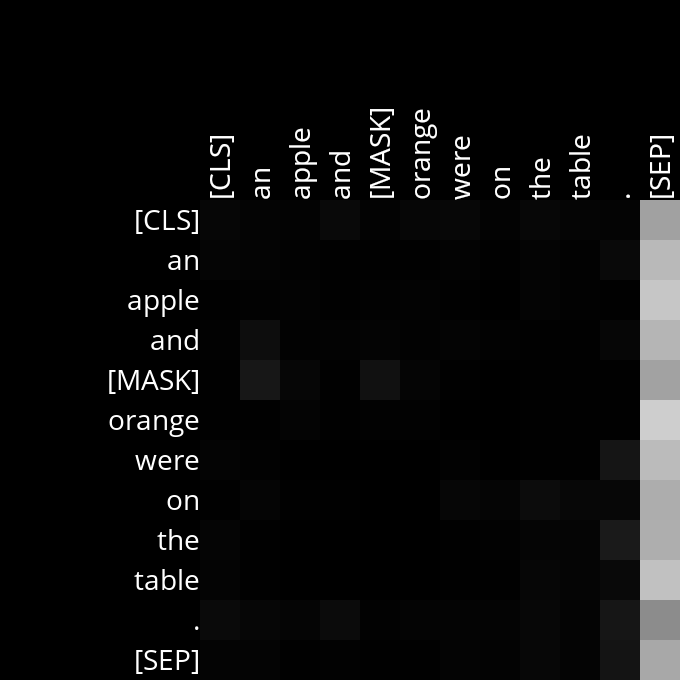 [CLS] an apple and [MASK] orange were on the table . [SEP]
[CLS]
an
apple
and
[MASK]
orange
were
on
the
table
.
[SEP]